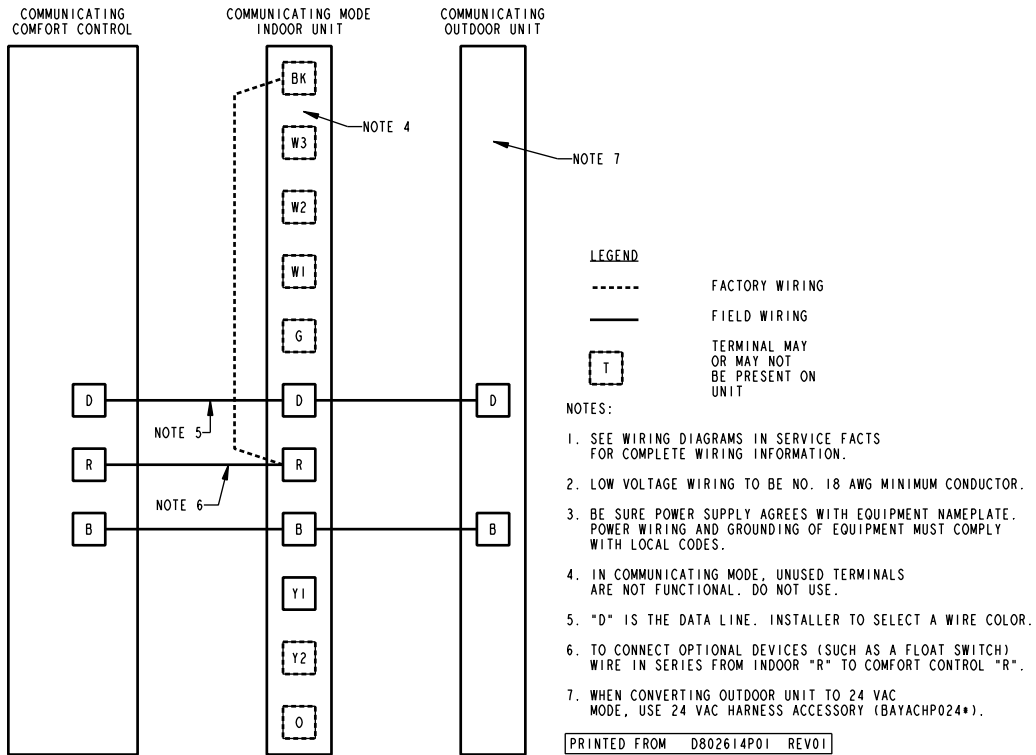 COMMUNICATING
COMFORT CONTROL
COMMUNICATING MODE
INDOOR UNIT
COMMUNICATING
OUTDOOR UNIT
BK
NOTE 4
W3
NOTE 7
W2
W1
G
D
D
D
NOTE 5
R
R
NOTE 6
B
B
B
Y1
Y2
O
LEGEND
FACTORY WIRING
FIELD WIRING
T
TERMINAL MAY
OR MAY NOT
BE PRESENT ON
UNIT
NOTES:
1. SEE WIRING DIAGRAMS IN SERVICE FACTS
FOR COMPLETE WIRING INFORMATION.
2. LOW VOLTAGE WIRING TO BE NO. 18 AWG MINIMUM CONDUCTOR.
3. BE SURE POWER SUPPLY AGREES WITH EQUIPMENT NAMEPLATE.
POWER WIRING AND GROUNDING OF EQUIPMENT MUST COMPLY
WITH LOCAL CODES.
4. IN COMMUNICATING MODE, UNUSED TERMINALS
ARE NOT FUNCTIONAL. DO NOT USE.
5. "D" IS THE DATA LINE. INSTALLER TO SELECT A WIRE COLOR.
6. TO CONNECT OPTIONAL DEVICES (SUCH AS A FLOAT SWITCH)
WIRE IN SERIES FROM INDOOR "R" TO COMFORT CONTROL "R".
7. WHEN CONVERTING OUTDOOR UNIT TO 24 VAC
MODE, USE 24 VAC HARNESS ACCESSORY (BAYACHP024*).
PRINTED FROM D802614P01 REV01